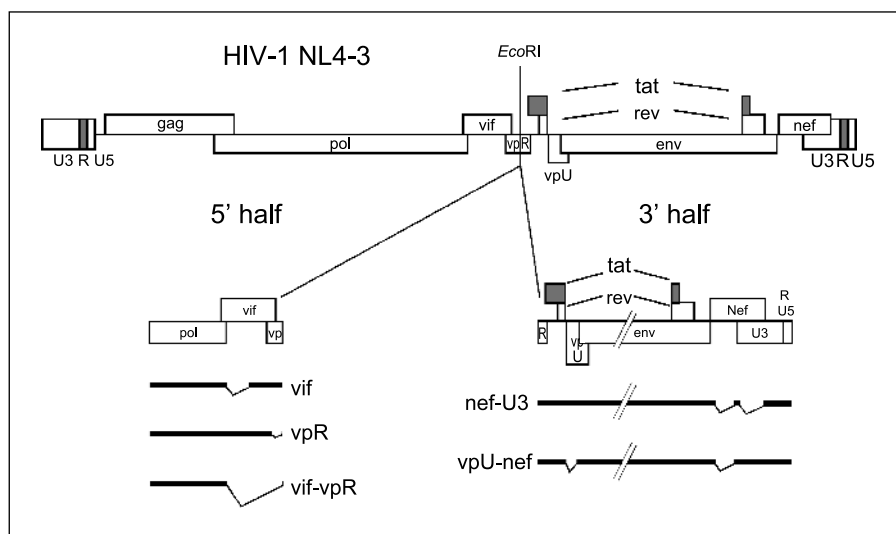 EcoRI
HIV-1 NL4-3
tat
rev
gag
vif
nef
pol
vpR
env
vpU
U3 R U5
U3 R U5
5’ half
3’ half
tat
rev
vif
pol
vp
R
vp
U
env
Nef
R
U5
U3
vif
vpR
vif-vpR
nef-U3
vpU-nef